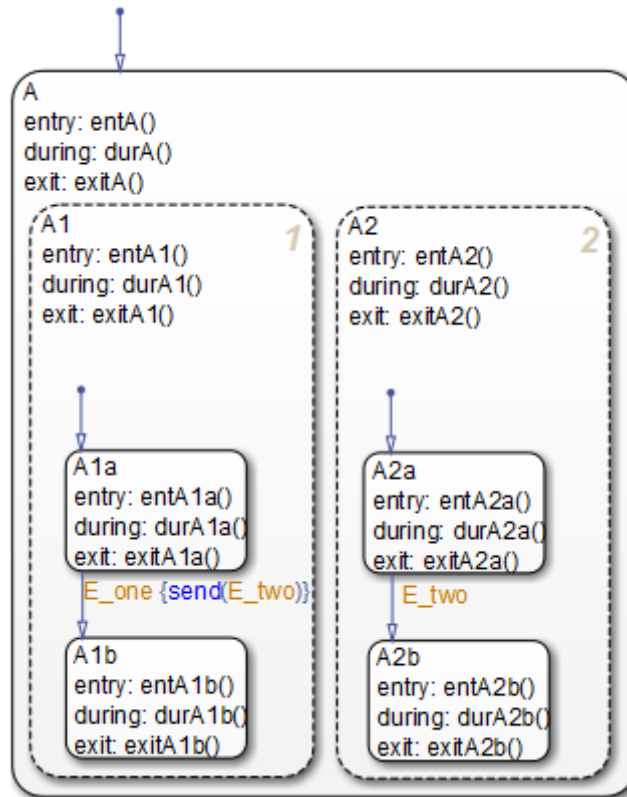 A
entry: entA()
during: durA()
exit: exitA()
A1
1
entry: entA1()
during: durA1()
exit: exitA1()
A1a
entry: entA1a()
during: durA1a()
exit: exitA1a()
E_one {send(E_two)}
A1b
entry: entA1b()
during: durA1b()
exit: exitA1b()
A2
2
entry: entA2()
during: durA2()
exit: exitA2()
A2a
entry: entA2a()
during: durA2a()
exit: exitA2a()
E_two
A2b
entry: entA2b()
during: durA2b()
exit: exitA2b()